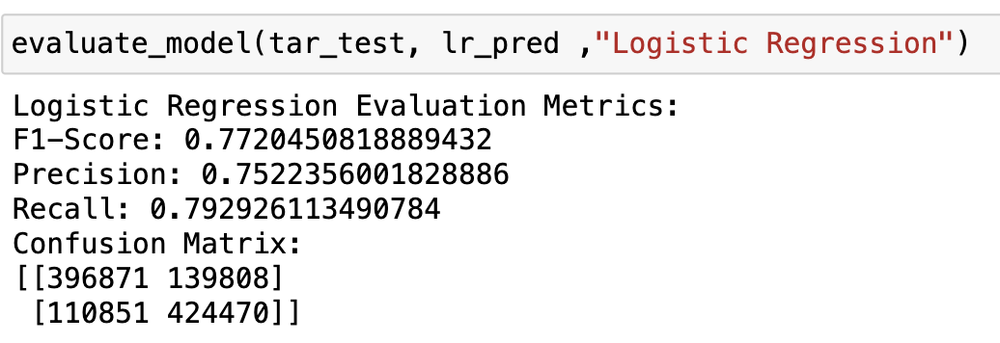 evaluate_model(tar_test, lr_pred ,"Logistic Regression")
Logistic Regression Evaluation Metrics:
F1-Score: 0.7720450818889432
Precision: 0.7522356001828886
Recall: 0.792926113490784
Confusion Matrix:
[[396871 139808]
 [110851 424470]]